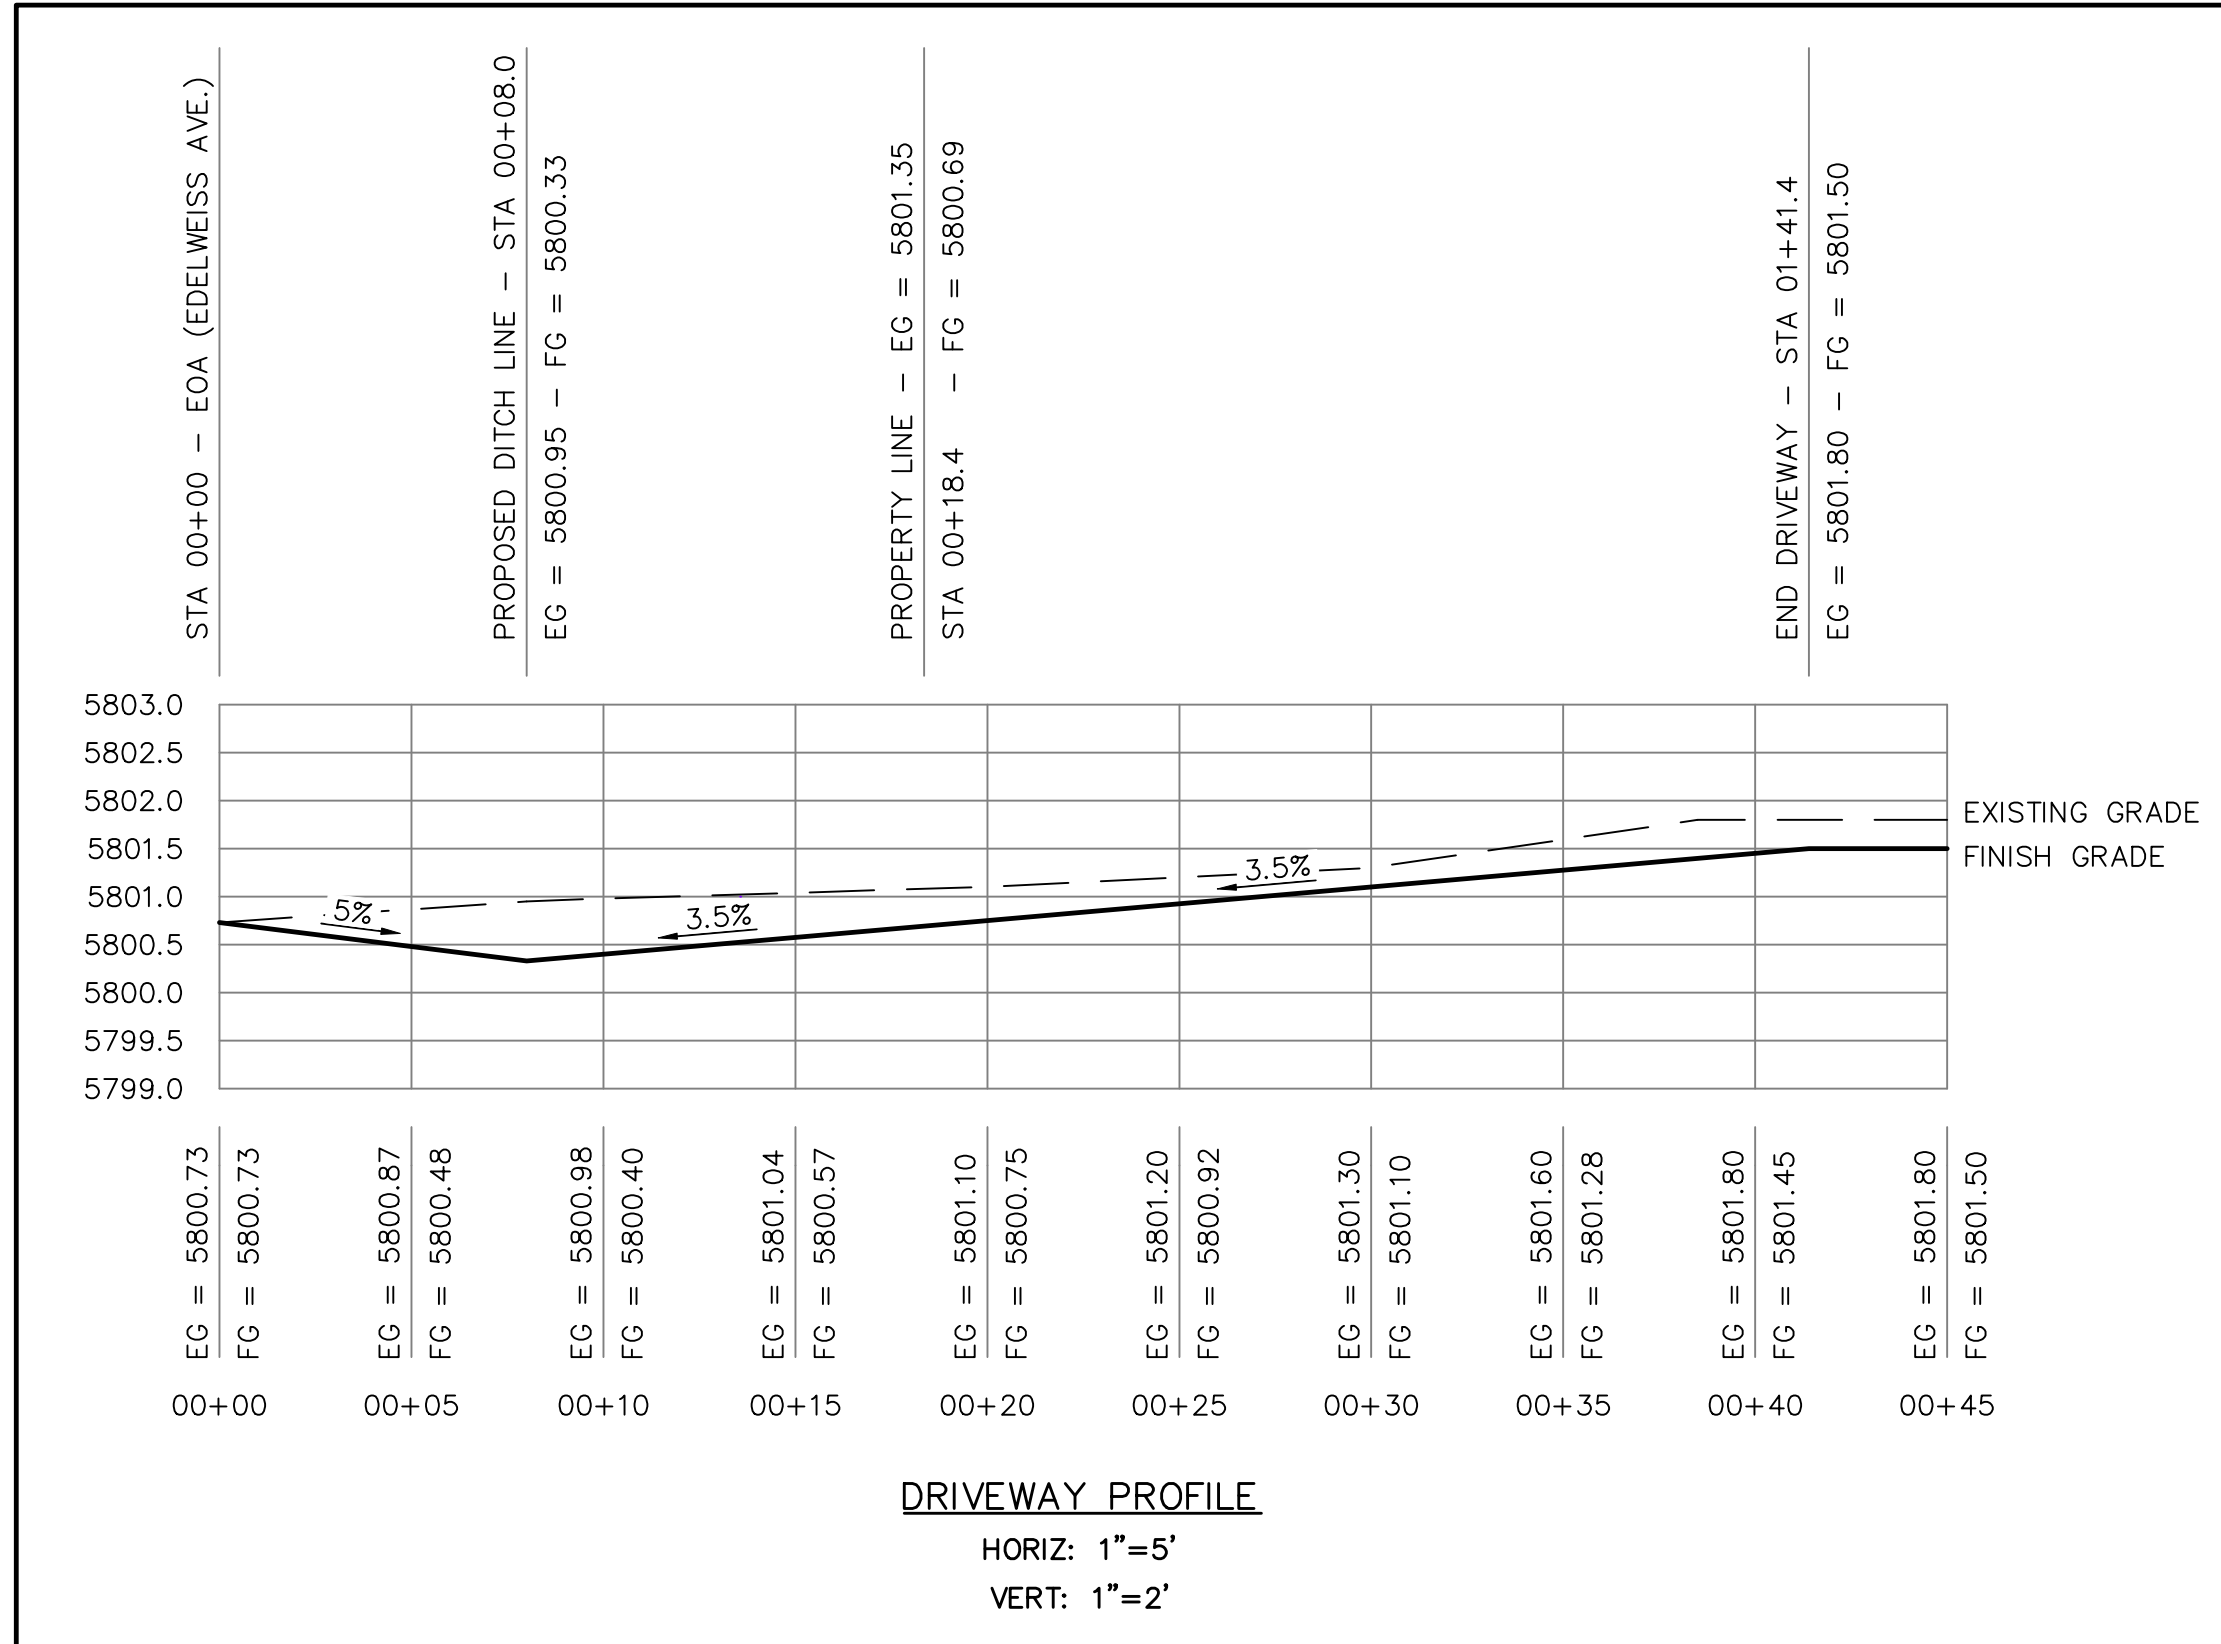 STA 00+00 - EOA (EDELWEISS AVE.)
PROPOSED DITCH LINE - STA 00+08.0
EG = 5800.95 - FG = 5800.33
PROPERTY LINE - EG = 5801.35
STA 00+18.4 - FG = 5800.69
END DRIVEWAY - STA 01+41.4
EG = 5801.80 - FG = 5801.50
5803.0
5802.5
5802.0
5801.5
5801.0
5800.5
5800.0
5799.5
5799.0
EXISTING GRADE
FINISH GRADE
5%
3.5%
3.5%
EG = 5800.73
FG = 5800.73
EG = 5800.87
FG = 5800.48
EG = 5800.98
FG = 5800.40
EG = 5801.04
FG = 5800.57
EG = 5801.10
FG = 5800.75
EG = 5801.20
FG = 5800.92
EG = 5801.30
FG = 5801.10
EG = 5801.60
FG = 5801.28
EG = 5801.80
FG = 5801.45
EG = 5801.80
FG = 5801.50
00+00
00+05
00+10
00+15
00+20
00+25
00+30
00+35
00+40
00+45
DRIVEWAY PROFILE
HORIZ: 1"=5'
VERT: 1"=2'